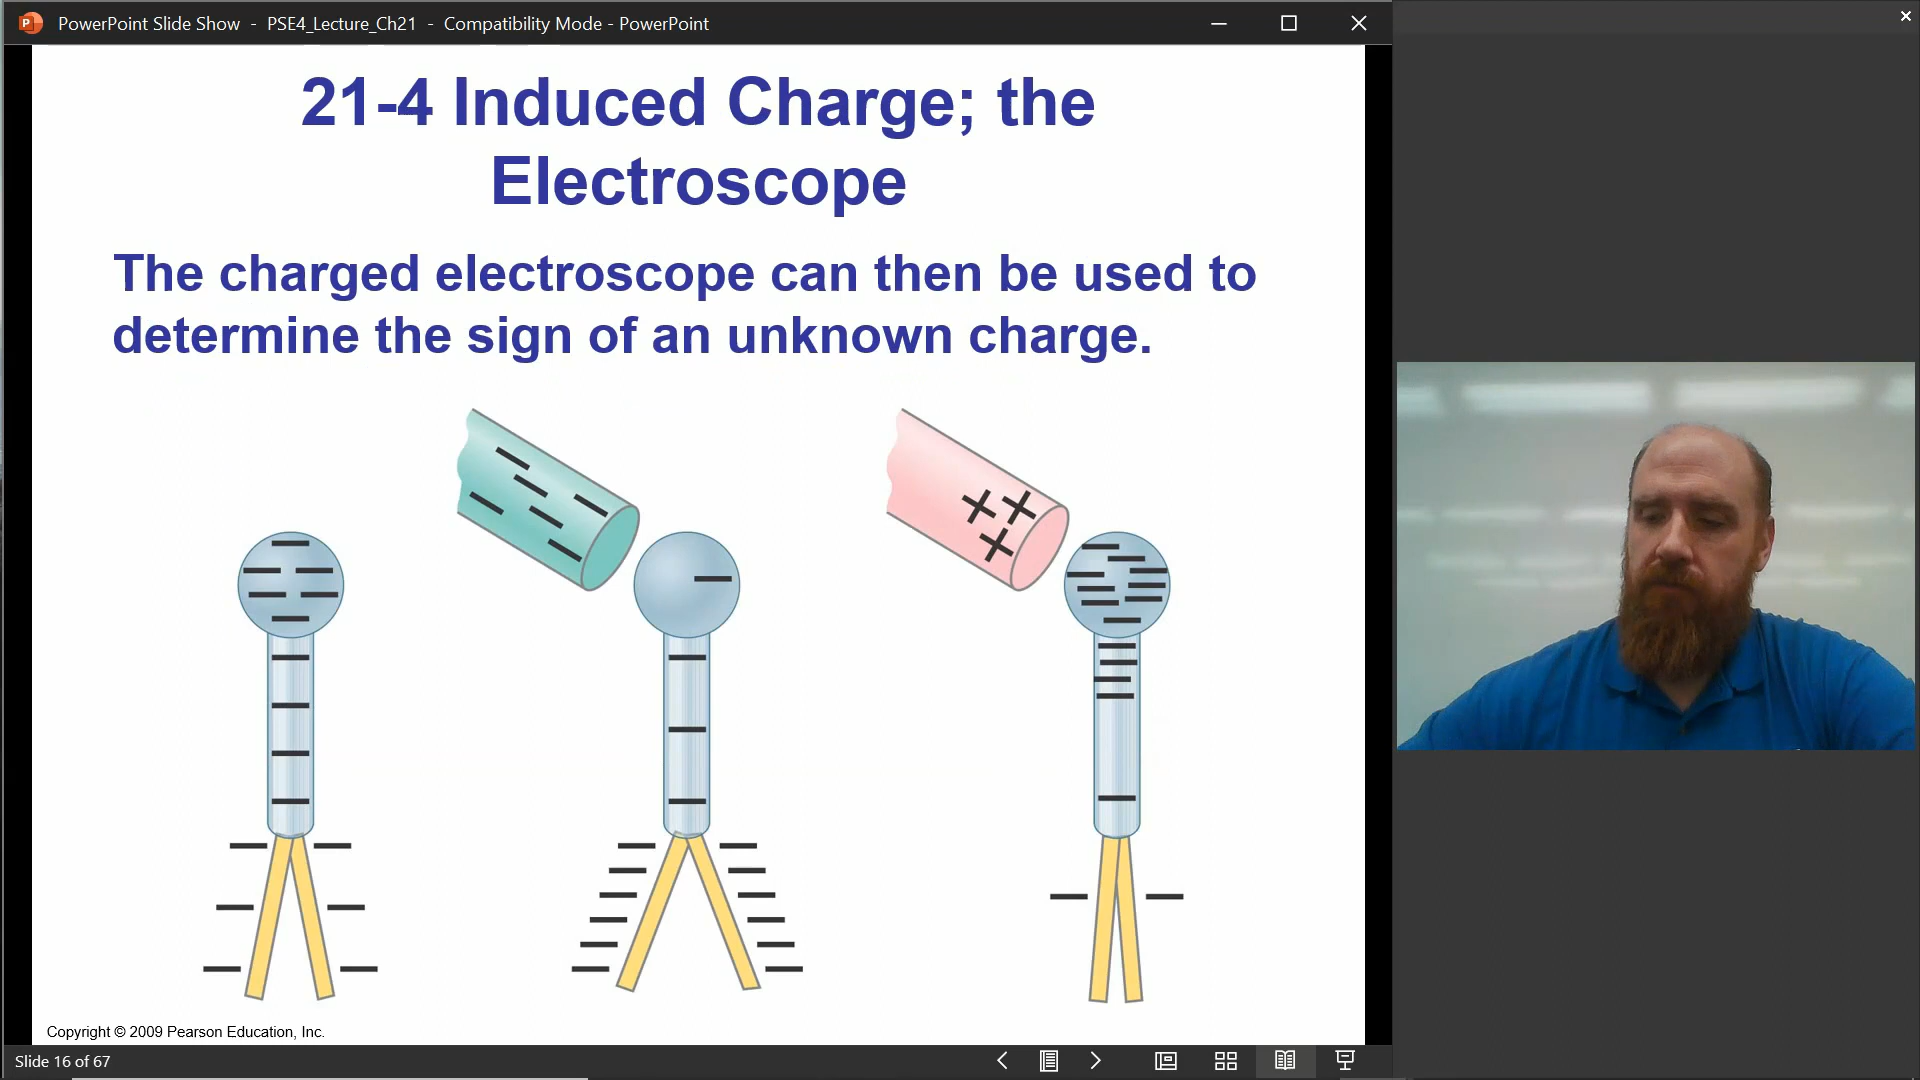 PowerPoint Slide Show - PSE4_Lecture_Ch21 - Compatibility Mode - PowerPoint
21-4 Induced Charge; the
Electroscope
The charged electroscope can then be used to
determine the sign of an unknown charge.
Copyright © 2009 Pearson Education, Inc.
Slide 16 of 67